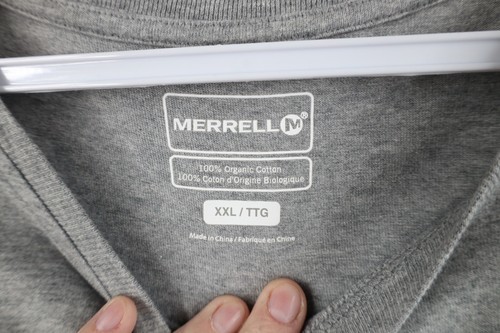 MERRELL M
100% Organic Cotton
100% Coton d'Origine Biologique
XXL / TTG
Made in China / Fabriqué en Chine